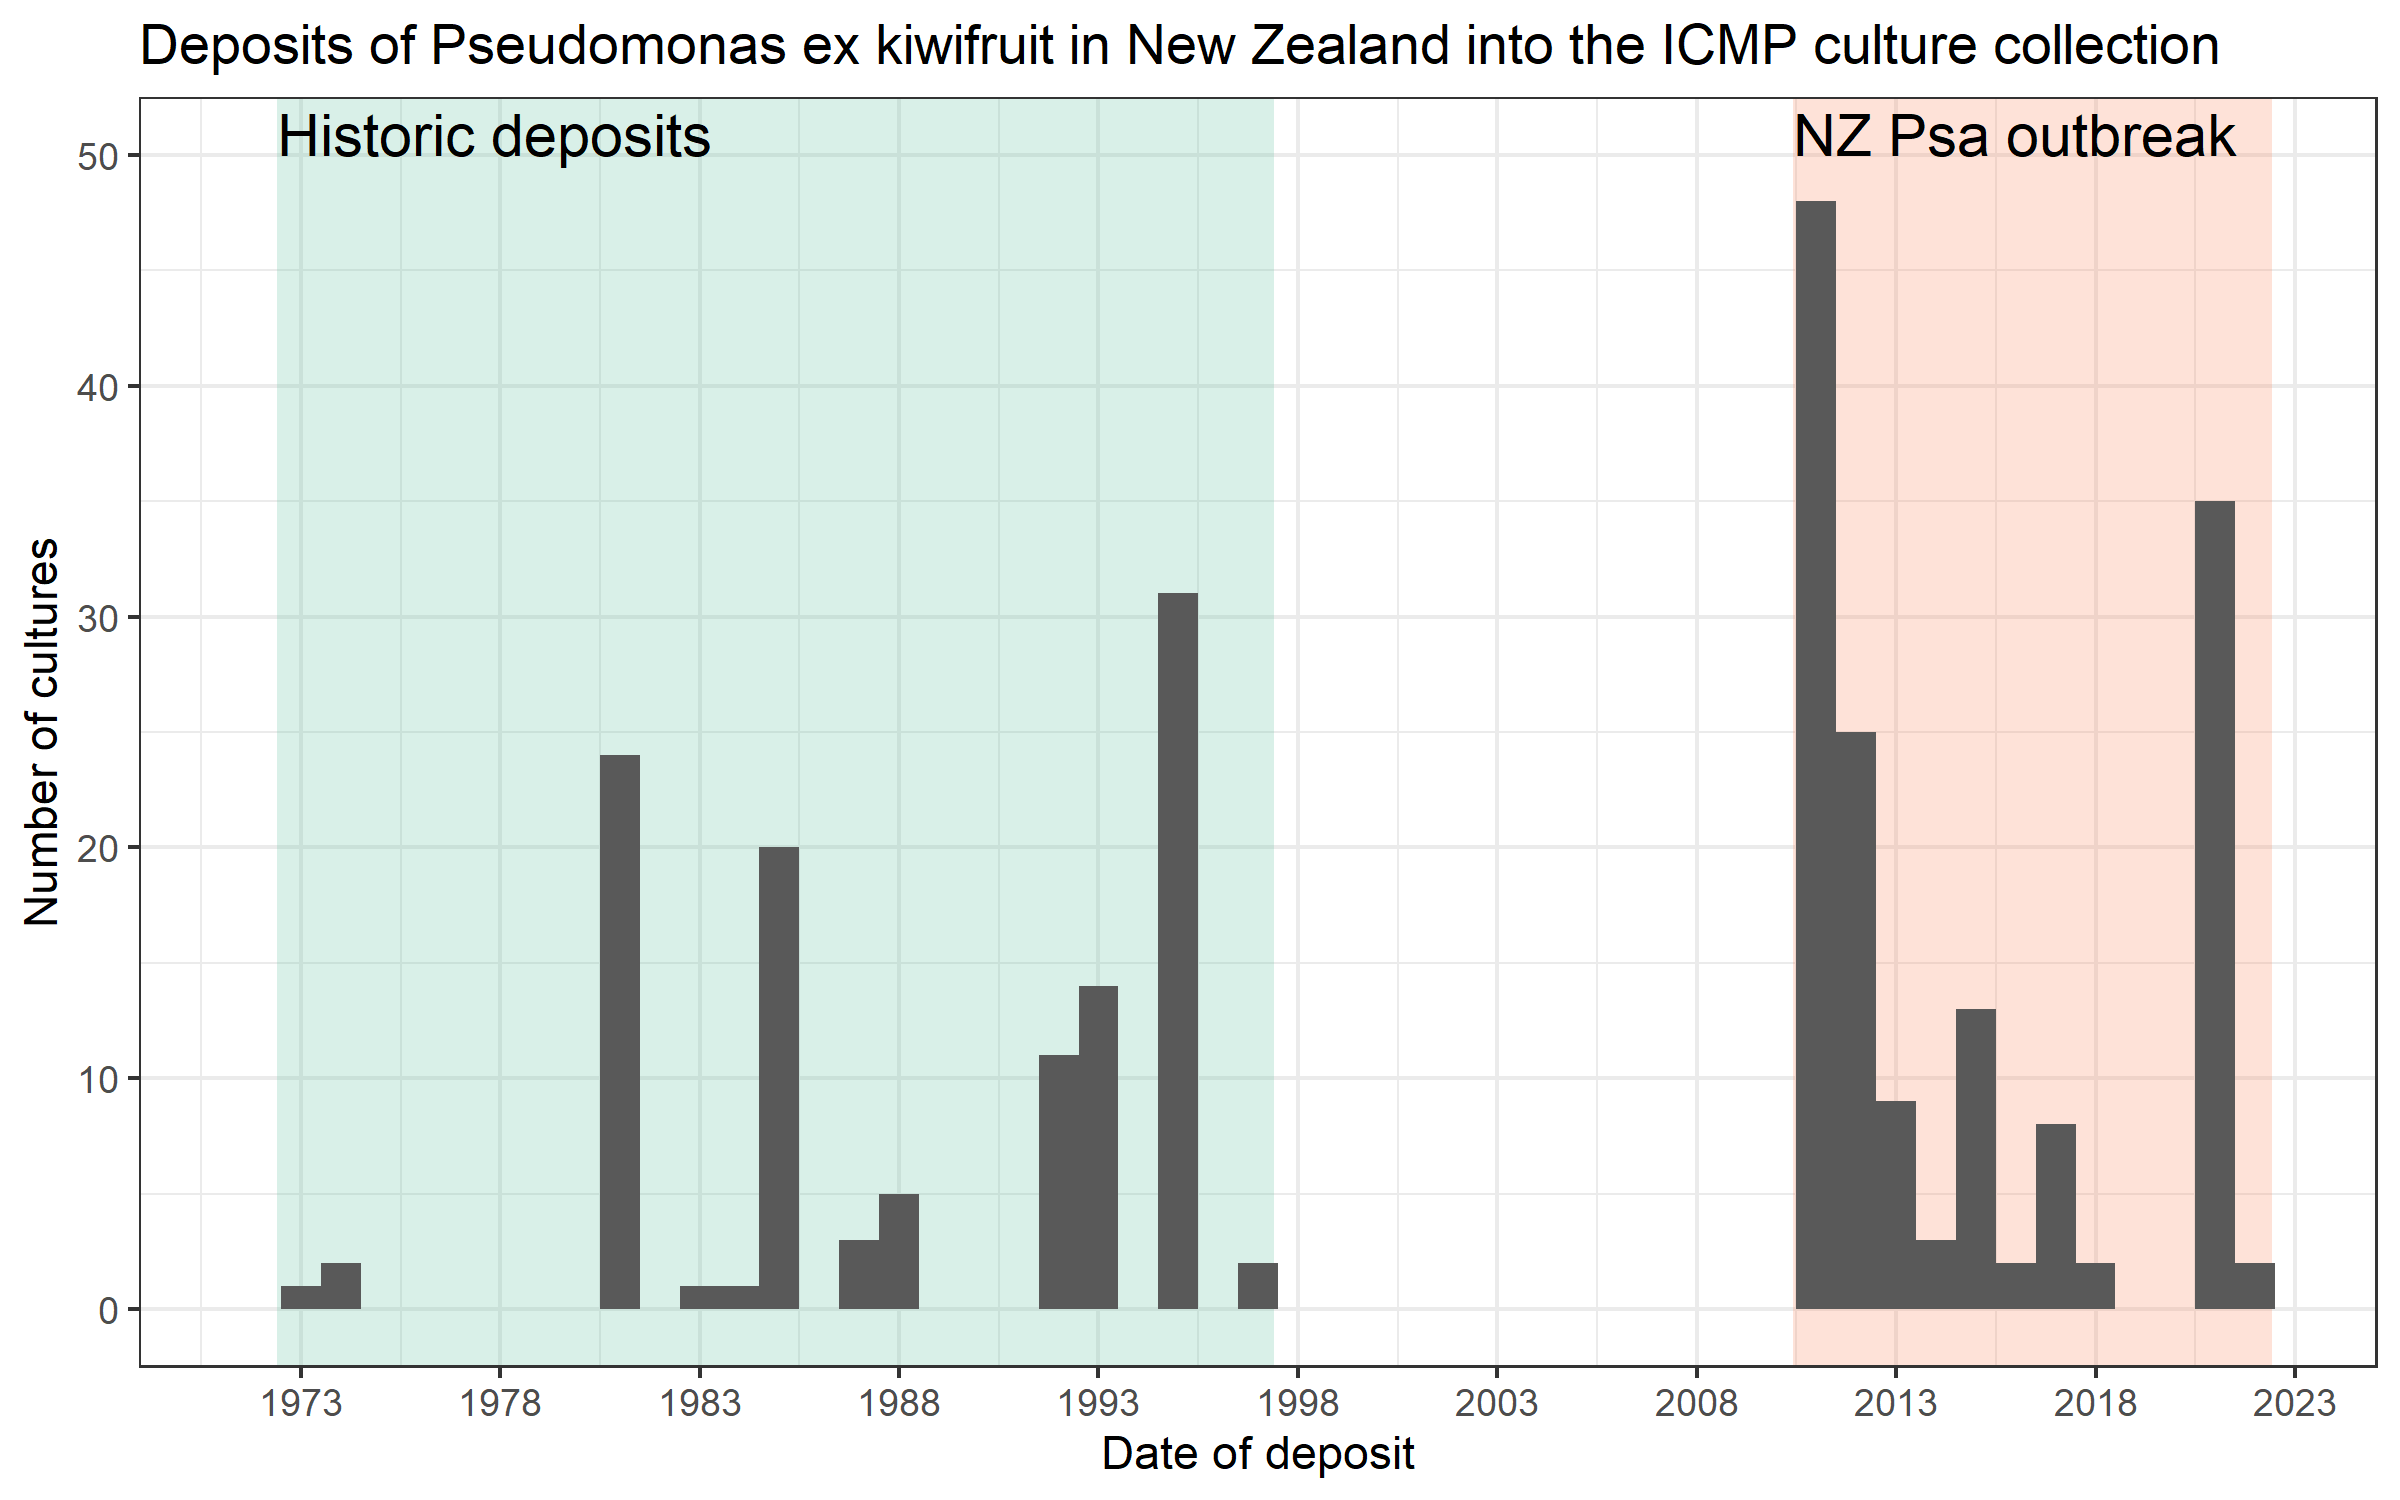 Deposits of Pseudomonas ex kiwifruit in New Zealand into the ICMP culture collection
Historic deposits
NZ Psa outbreak
50
40
30
20
10
0
Number of cultures
1973 1978 1983 1988 1993 1998 2003 2008 2013 2018 2023
Date of deposit